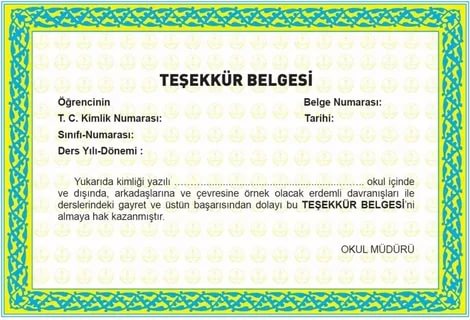 TEŞEKKÜR BELGESİ
Öğrencinin
Belge Numarası:
T. C. Kimlik Numarası:
Tarihi:
Sınıfı-Numarası:
Ders Yılı-Dönemi :
Yukarıda kimliği yazılı ………............................................……… okul içinde
ve dışında, arkadaşlarına ve çevresine örnek olacak erdemli davranışları ile
derslerindeki gayret ve üstün başarısından dolayı bu TEŞEKKÜR BELGESİ'ni
almaya hak kazanmıştır.
OKUL MÜDÜRÜ